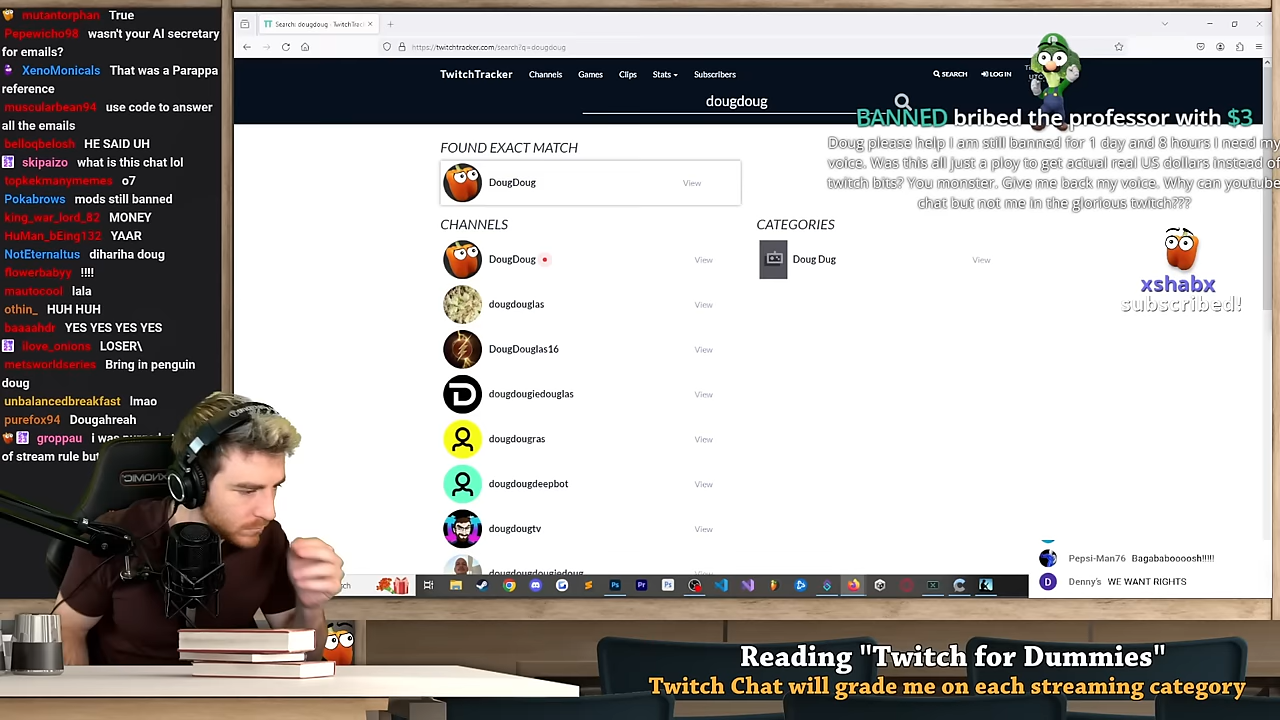 mutantorphan True
Pepewicho98 wasn't your AI secretary
for emails?
XenoMonicals That was a Parappa
reference
muscularbean94 use code to answer
all the emails
belloqbelosh HE SAID UH
skipaizo what is this chat lol
topkekmanymemes o7
Pokabrows mods still banned
king_war_lord_82 MONEY
HuMan_bEing132 YAAR
NotEternaltus dihariha doug
flowerbabyy !!!!
mautocool lala
othin_ HUH HUH
baaaahdr YES YES YES YES
ilove_onions LOSER\
metsworldseries Bring in penguin
doug
unbalancedbreakfast lmao
purefox94 Dougahreah
groppau i was
of stream rule but
Search: dougdoug - TwitchTrac
https://twitchtracker.com/search?q=dougdoug
TwitchTracker Channels Games Clips Stats Subscribers SEARCH LOG IN
dougdoug
BANNED bribed the professor with $3
Doug please help I am still banned for 1 day and 8 hours I need my
voice. Was this all just a ploy to get actual real US dollars instead of
twitch bits? You monster. Give me back my voice. Why can youtube
chat but not me in the glorious twitch???
FOUND EXACT MATCH
DougDoug View
CHANNELS
DougDoug View
dougdouglas View
DougDouglas16 View
dougdougiedouglas View
dougdougras View
dougdougdeepbot View
dougdougtv View
dougdougiedoug View
CATEGORIES
Doug Dug View
xshabx
subscribed!
Pepsi-Man76 Bagababoooosh!!!!!
D Denny's WE WANT RIGHTS
Reading "Twitch for Dummies"
Twitch Chat will grade me on each streaming category